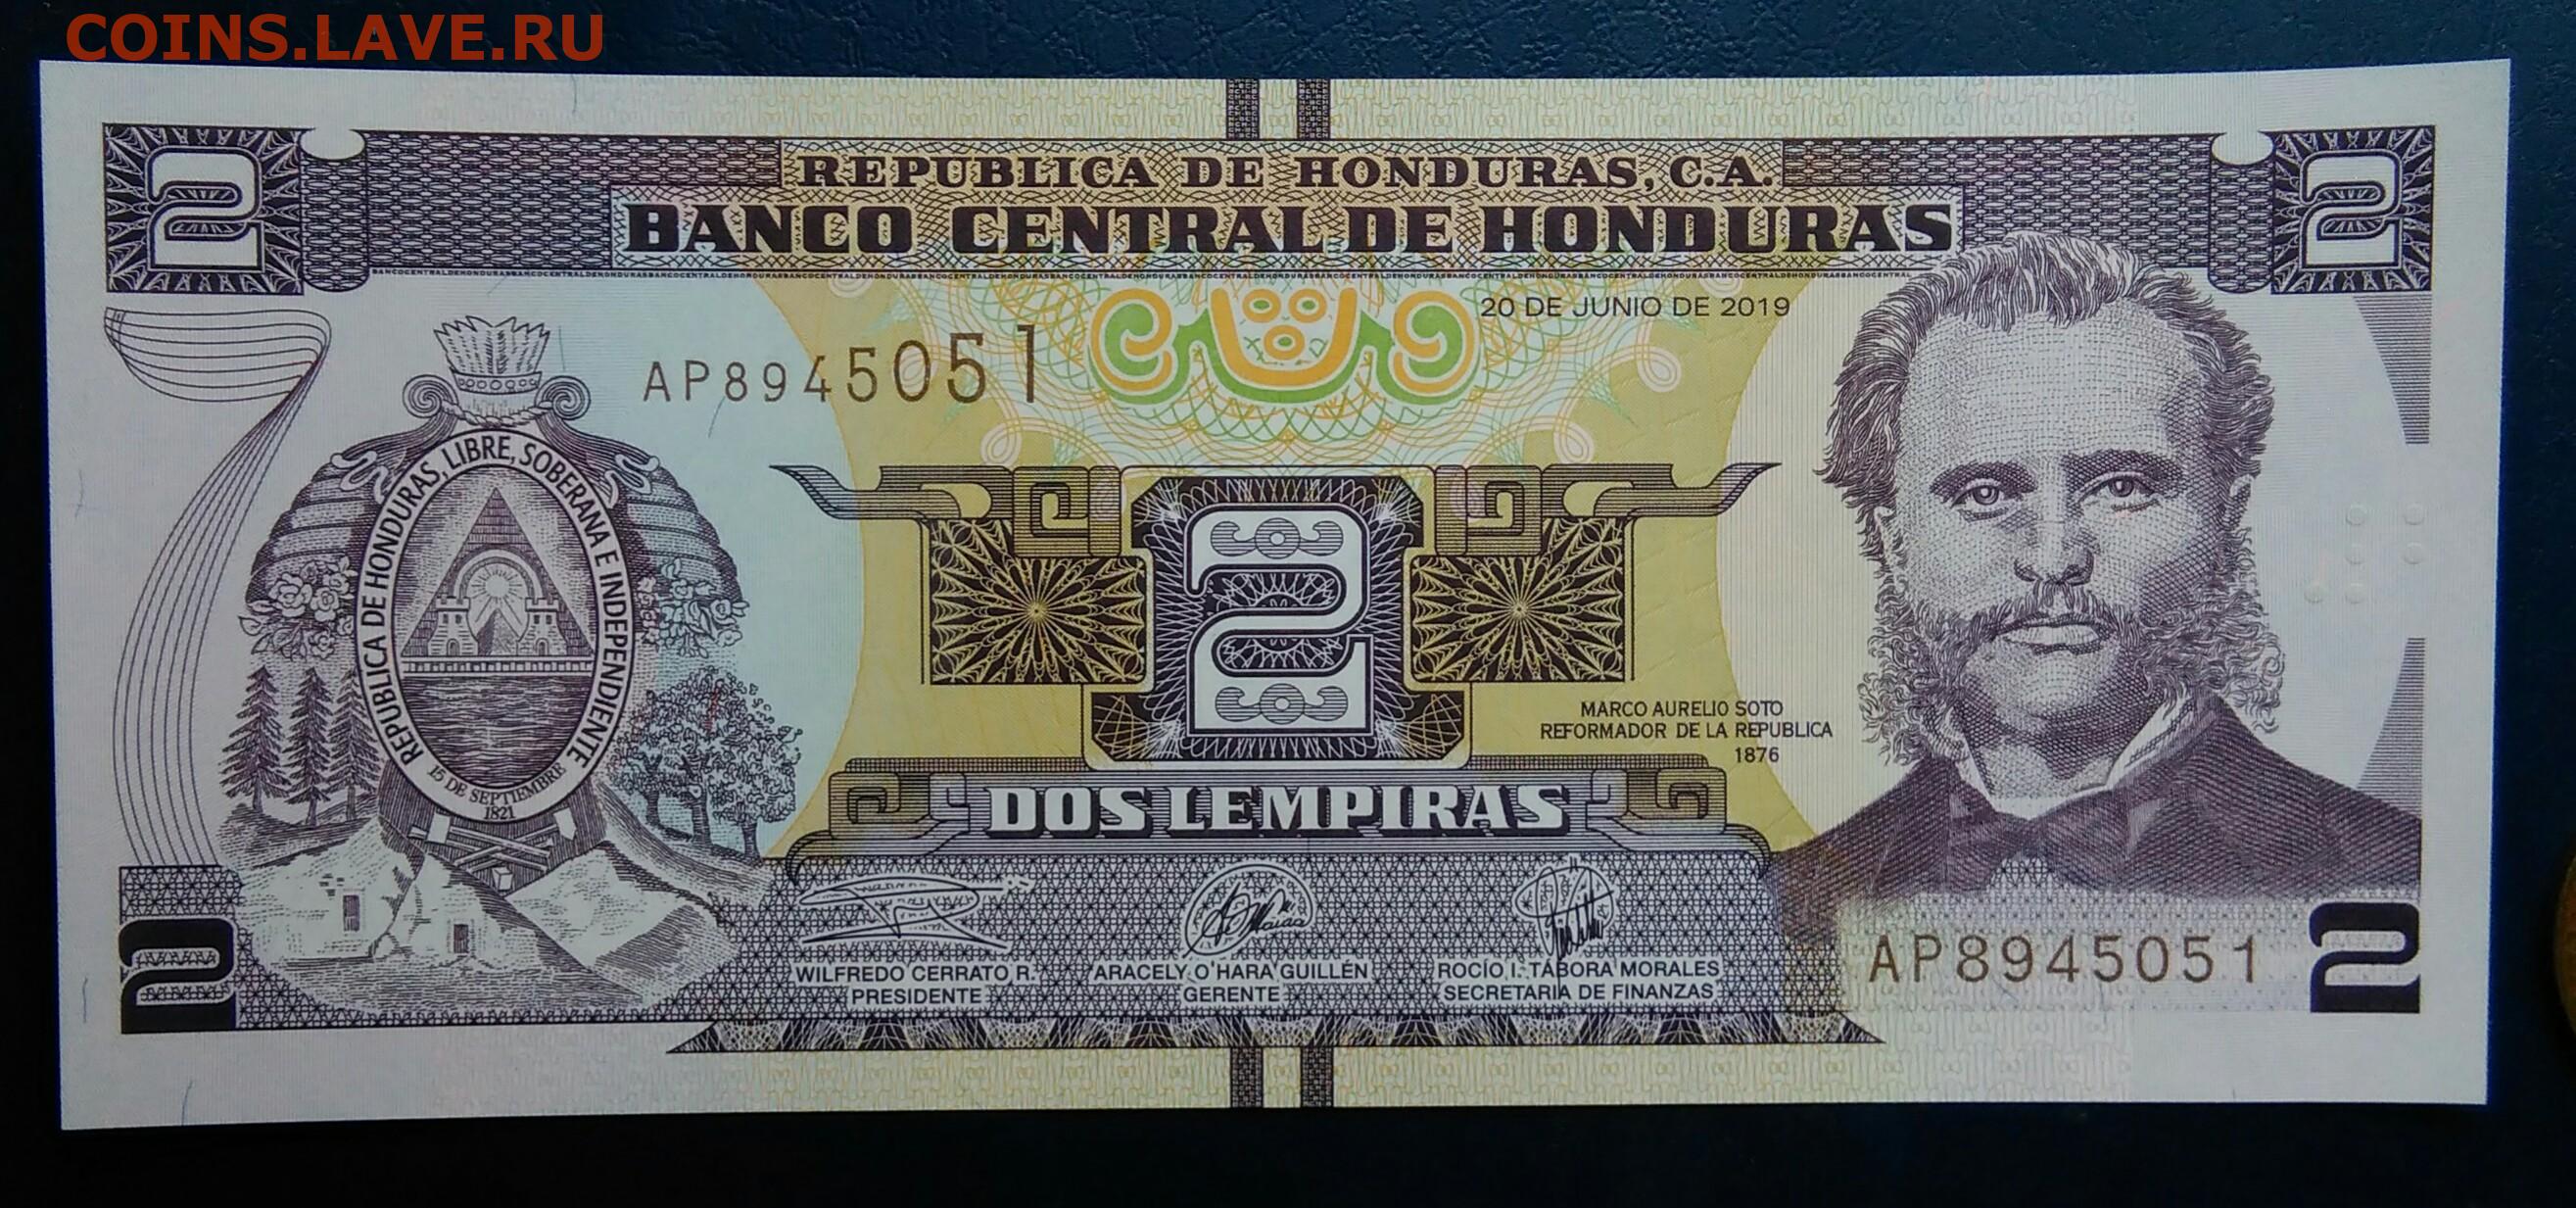 COINS.LAVE.RU
2
2
REPUBLICA DE HONDURAS, C.A.
BANCO CENTRAL DE HONDURAS
20 DE JUNIO DE 2019
AP8945051
REPUBLICA DE HONDURAS, LIBRE, SOBERANA E INDEPENDIENTE
15 DE SEPTIEMBRE
1821
2
MARCO AURELIO SOTO
REFORMADOR DE LA REPUBLICA
1876
DOS LEMPIRAS
WILFREDO CERRATO R.
PRESIDENTE
ARACELY O'HARA GUILLÉN
GERENTE
ROCÍO I. TÁBORA MORALES
SECRETARIA DE FINANZAS
AP8945051
2
2